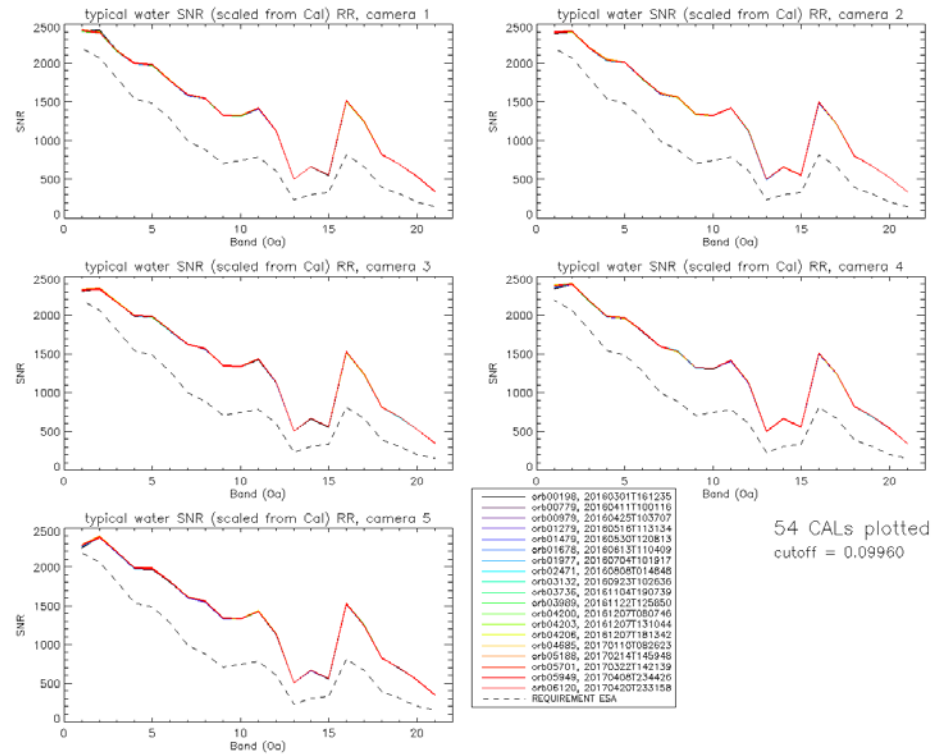 typical water SNR (scaled from Cal) RR, camera 1
2500
2000
1500
1000
500
0
SNR
0 5 10 15 20
Band (Oa)
typical water SNR (scaled from Cal) RR, camera 2
2500
2000
1500
1000
500
0
SNR
0 5 10 15 20
Band (Oa)
typical water SNR (scaled from Cal) RR, camera 3
2500
2000
1500
1000
500
0
SNR
0 5 10 15 20
Band (Oa)
typical water SNR (scaled from Cal) RR, camera 4
2500
2000
1500
1000
500
0
SNR
0 5 10 15 20
Band (Oa)
typical water SNR (scaled from Cal) RR, camera 5
2500
2000
1500
1000
500
0
SNR
0 5 10 15 20
Band (Oa)
orb00198, 20160301T161235
orb00779, 20160411T100116
orb00979, 20160425T103707
orb01279, 20160516T113134
orb01479, 20160530T120813
orb01678, 20160613T110409
orb01977, 20160704T101917
orb02471, 20160808T014848
orb03132, 20160923T102636
orb03736, 20161104T190739
orb03989, 20161122T125850
orb04200, 20161207T080746
orb04203, 20161207T131044
orb04206, 20161207T181342
orb04685, 20170110T082623
orb05188, 20170214T145948
orb05701, 20170322T142139
orb05949, 20170408T234426
orb06120, 20170420T233158
REQUIREMENT ESA
54 CALs plotted
cutoff = 0.09960